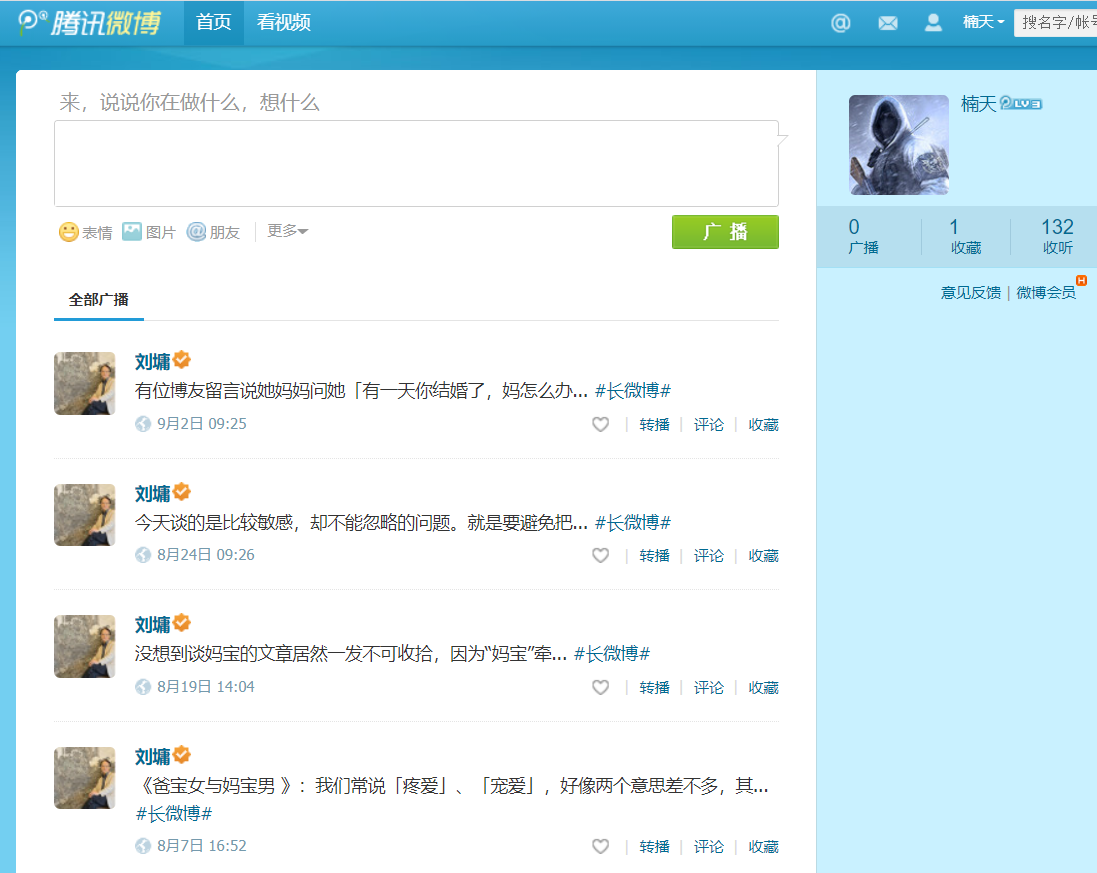 腾讯微博 首页 看视频 楠天 搜名字/帐号
来，说说你在做什么，想什么
表情 图片 朋友 更多 广播
全部广播
刘墉
有位博友留言说她妈妈问她「有一天你结婚了，妈怎么办... #长微博#
9月2日 09:25 转播 评论 收藏
刘墉
今天谈的是比较敏感，却不能忽略的问题。就是要避免把... #长微博#
8月24日 09:26 转播 评论 收藏
刘墉
没想到谈妈宝的文章居然一发不可收拾，因为“妈宝”牵... #长微博#
8月19日 14:04 转播 评论 收藏
刘墉
《爸宝女与妈宝男 》：我们常说「疼爱」、「宠爱」，好像两个意思差不多，其...
#长微博#
8月7日 16:52 转播 评论 收藏
楠天 LV3
0 1 132
广播 收藏 收听
意见反馈 | 微博会员 H